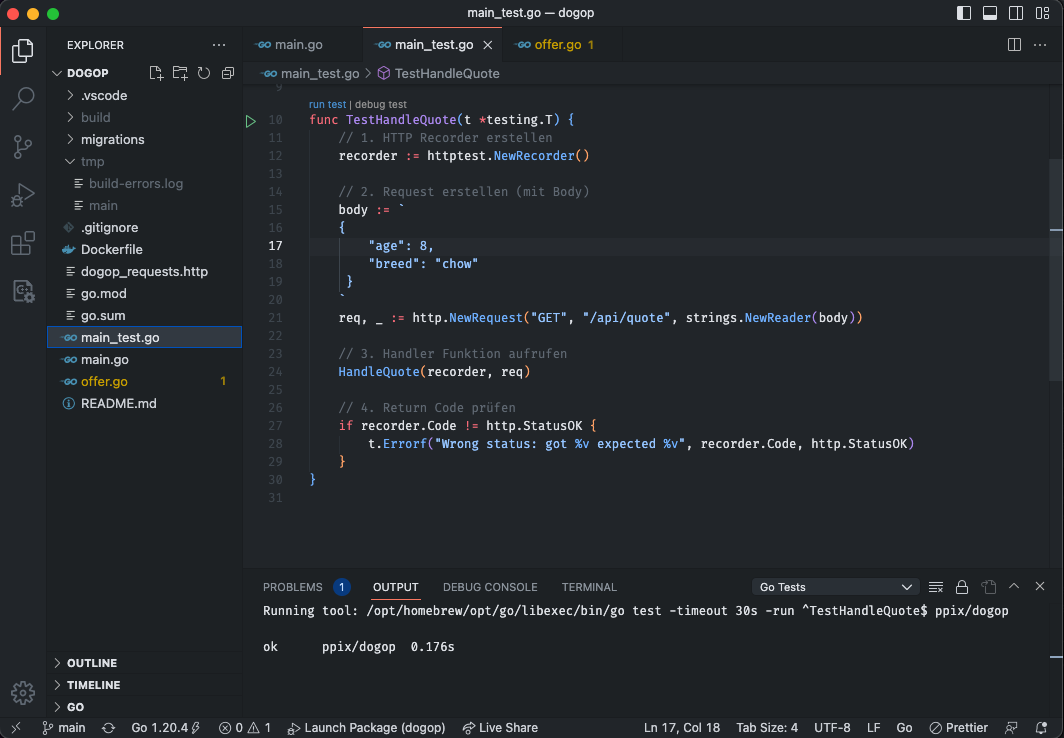 main_test.go — dogop
EXPLORER
DOGOP
.vscode
build
migrations
tmp
build-errors.log
main
.gitignore
Dockerfile
dogop_requests.http
go.mod
go.sum
main_test.go
main.go
offer.go 1
README.md
OUTLINE
TIMELINE
GO
main.go
main_test.go
offer.go 1
main_test.go > TestHandleQuote
9
run test | debug test
10 func TestHandleQuote(t *testing.T) {
11 // 1. HTTP Recorder erstellen
12 recorder := httptest.NewRecorder()
13
14 // 2. Request erstellen (mit Body)
15 body := `
16 {
17 "age": 8,
18 "breed": "chow"
19 }
20 `
21 req, _ := http.NewRequest("GET", "/api/quote", strings.NewReader(body))
22
23 // 3. Handler Funktion aufrufen
24 HandleQuote(recorder, req)
25
26 // 4. Return Code prüfen
27 if recorder.Code != http.StatusOK {
28 t.Errorf("Wrong status: got %v expected %v", recorder.Code, http.StatusOK)
29 }
30 }
31
PROBLEMS 1 OUTPUT DEBUG CONSOLE TERMINAL Go Tests
Running tool: /opt/homebrew/opt/go/libexec/bin/go test -timeout 30s -run ^TestHandleQuote$ ppix/dogop
ok ppix/dogop 0.176s
main Go 1.20.4 0 1 Launch Package (dogop) Live Share Ln 17, Col 18 Tab Size: 4 UTF-8 LF Go Prettier